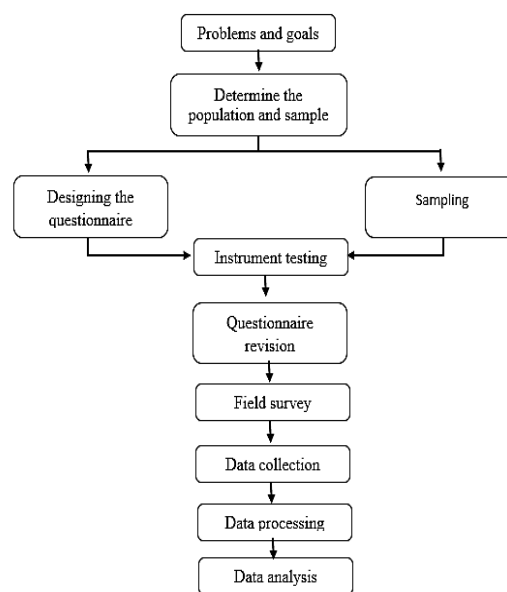 Problems and goals
Determine the
population and sample
Designing the
questionnaire
Sampling
Instrument testing
Questionnaire
revision
Field survey
Data collection
Data processing
Data analysis